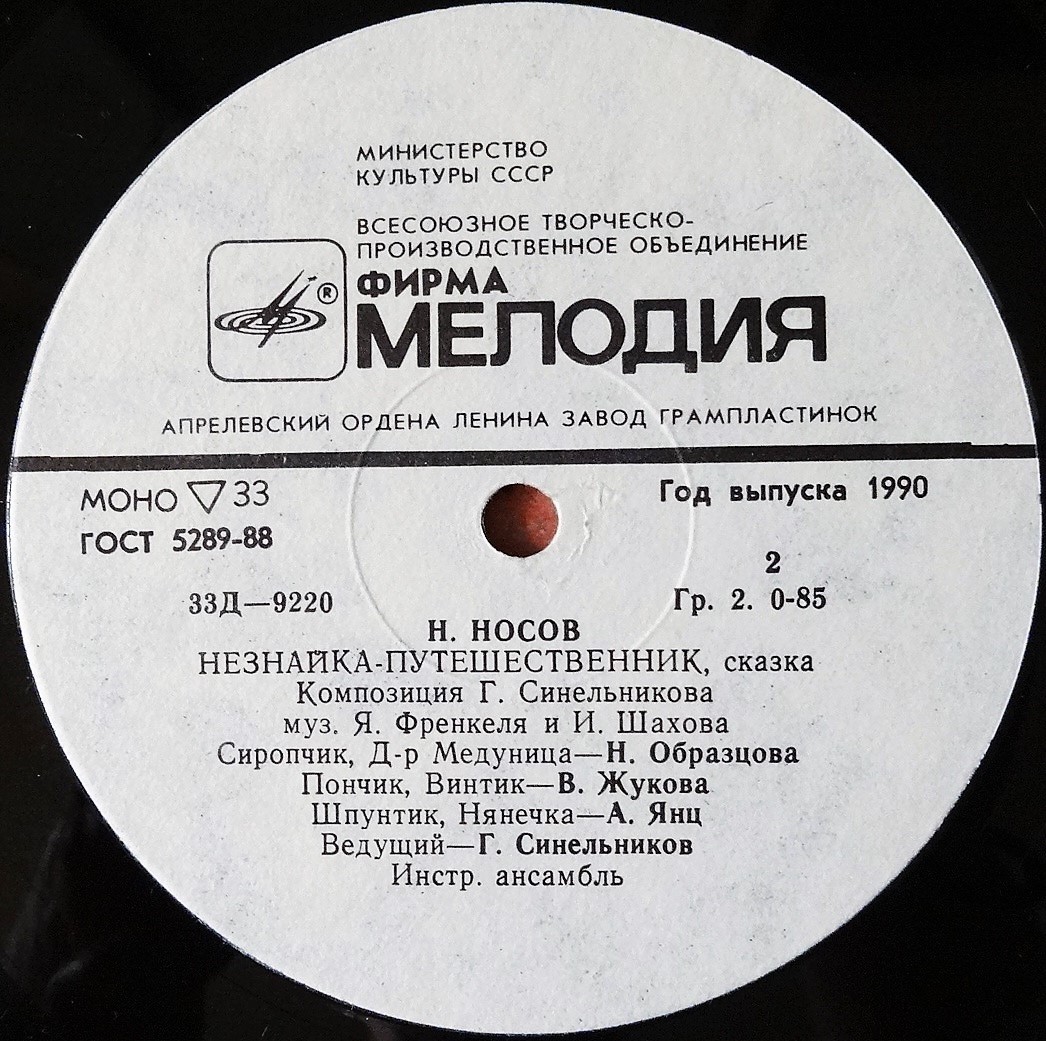 МИНИСТЕРСТВО
КУЛЬТУРЫ СССР
ВСЕСОЮЗНОЕ ТВОРЧЕСКО-
ПРОИЗВОДСТВЕННОЕ ОБЪЕДИНЕНИЕ
ФИРМА
®
МЕЛОДИЯ
АПРЕЛЕВСКИЙ ОРДЕНА ЛЕНИНА ЗАВОД ГРАМПЛАСТИНОК
МОНО ▽ 33
Год выпуска 1990
ГОСТ 5289-88
2
33Д—9220
Гр. 2. 0-85
Н. НОСОВ
НЕЗНАЙКА-ПУТЕШЕСТВЕННИК, сказка
Композиция Г. Синельникова
муз. Я. Френкеля и И. Шахова
Сиропчик, Д-р Медуница—Н. Образцова
Пончик, Винтик—В. Жукова
Шпунтик, Нянечка—А. Янц
Ведущий—Г. Синельников
Инстр. ансамбль